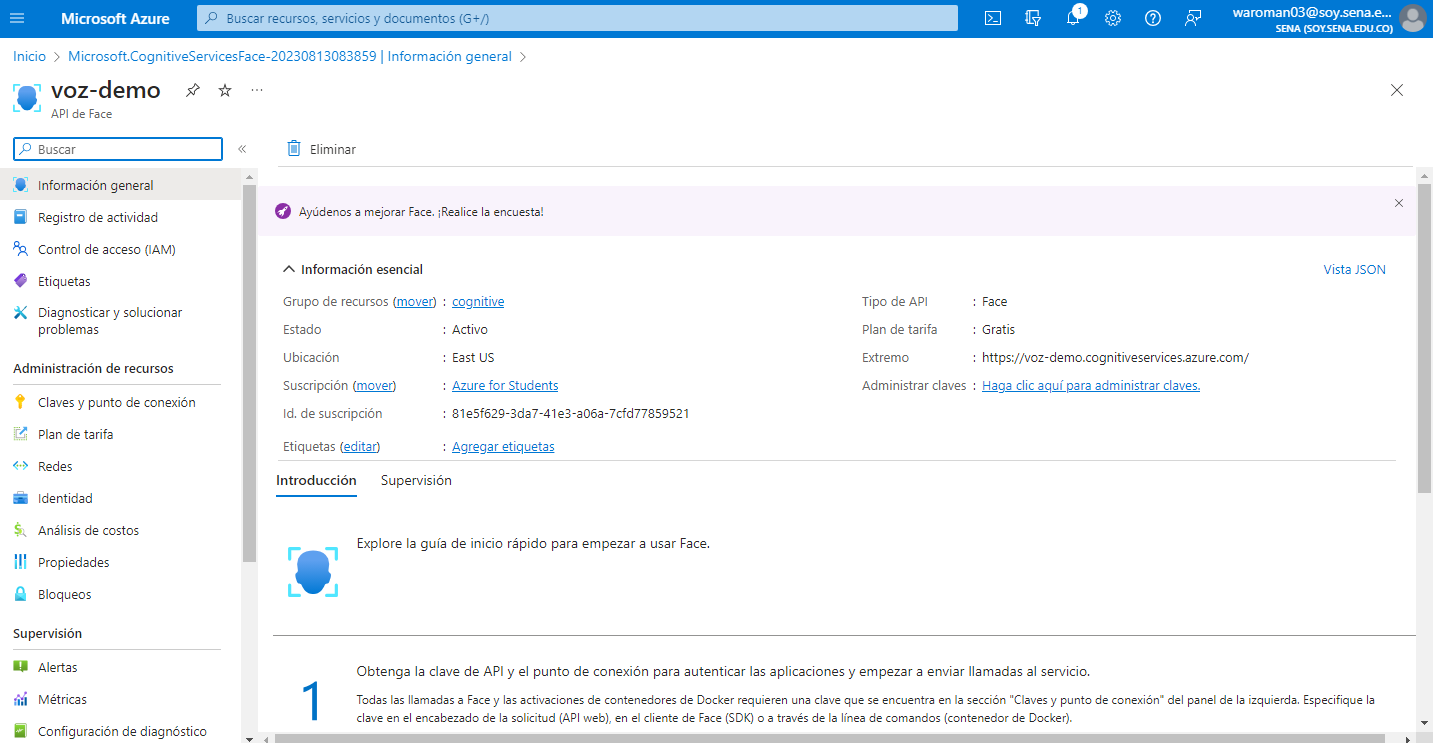 Microsoft Azure
Buscar recursos, servicios y documentos (G+/)
1
waroman03@soy.sena.e...
SENA (SOY.SENA.EDU.CO)
Inicio > Microsoft.CognitiveServicesFace-20230813083859 | Información general >
voz-demo
API de Face
Buscar
Eliminar
Información general
Registro de actividad
Control de acceso (IAM)
Etiquetas
Diagnosticar y solucionar
problemas
Administración de recursos
Claves y punto de conexión
Plan de tarifa
Redes
Identidad
Análisis de costos
Propiedades
Bloqueos
Supervisión
Alertas
Métricas
Configuración de diagnóstico
Ayúdenos a mejorar Face. ¡Realice la encuesta!
Información esencial
Vista JSON
Grupo de recursos (mover) : cognitive
Estado : Activo
Ubicación : East US
Suscripción (mover) : Azure for Students
Id. de suscripción : 81e5f629-3da7-41e3-a06a-7cfd77859521
Etiquetas (editar) : Agregar etiquetas
Tipo de API : Face
Plan de tarifa : Gratis
Extremo : https://voz-demo.cognitiveservices.azure.com/
Administrar claves : Haga clic aquí para administrar claves.
Introducción Supervisión
Explore la guía de inicio rápido para empezar a usar Face.
1
Obtenga la clave de API y el punto de conexión para autenticar las aplicaciones y empezar a enviar llamadas al servicio.
Todas las llamadas a Face y las activaciones de contenedores de Docker requieren una clave que se encuentra en la sección "Claves y punto de conexión" del panel de la izquierda. Especifique la
clave en el encabezado de la solicitud (API web), en el cliente de Face (SDK) o a través de la línea de comandos (contenedor de Docker).